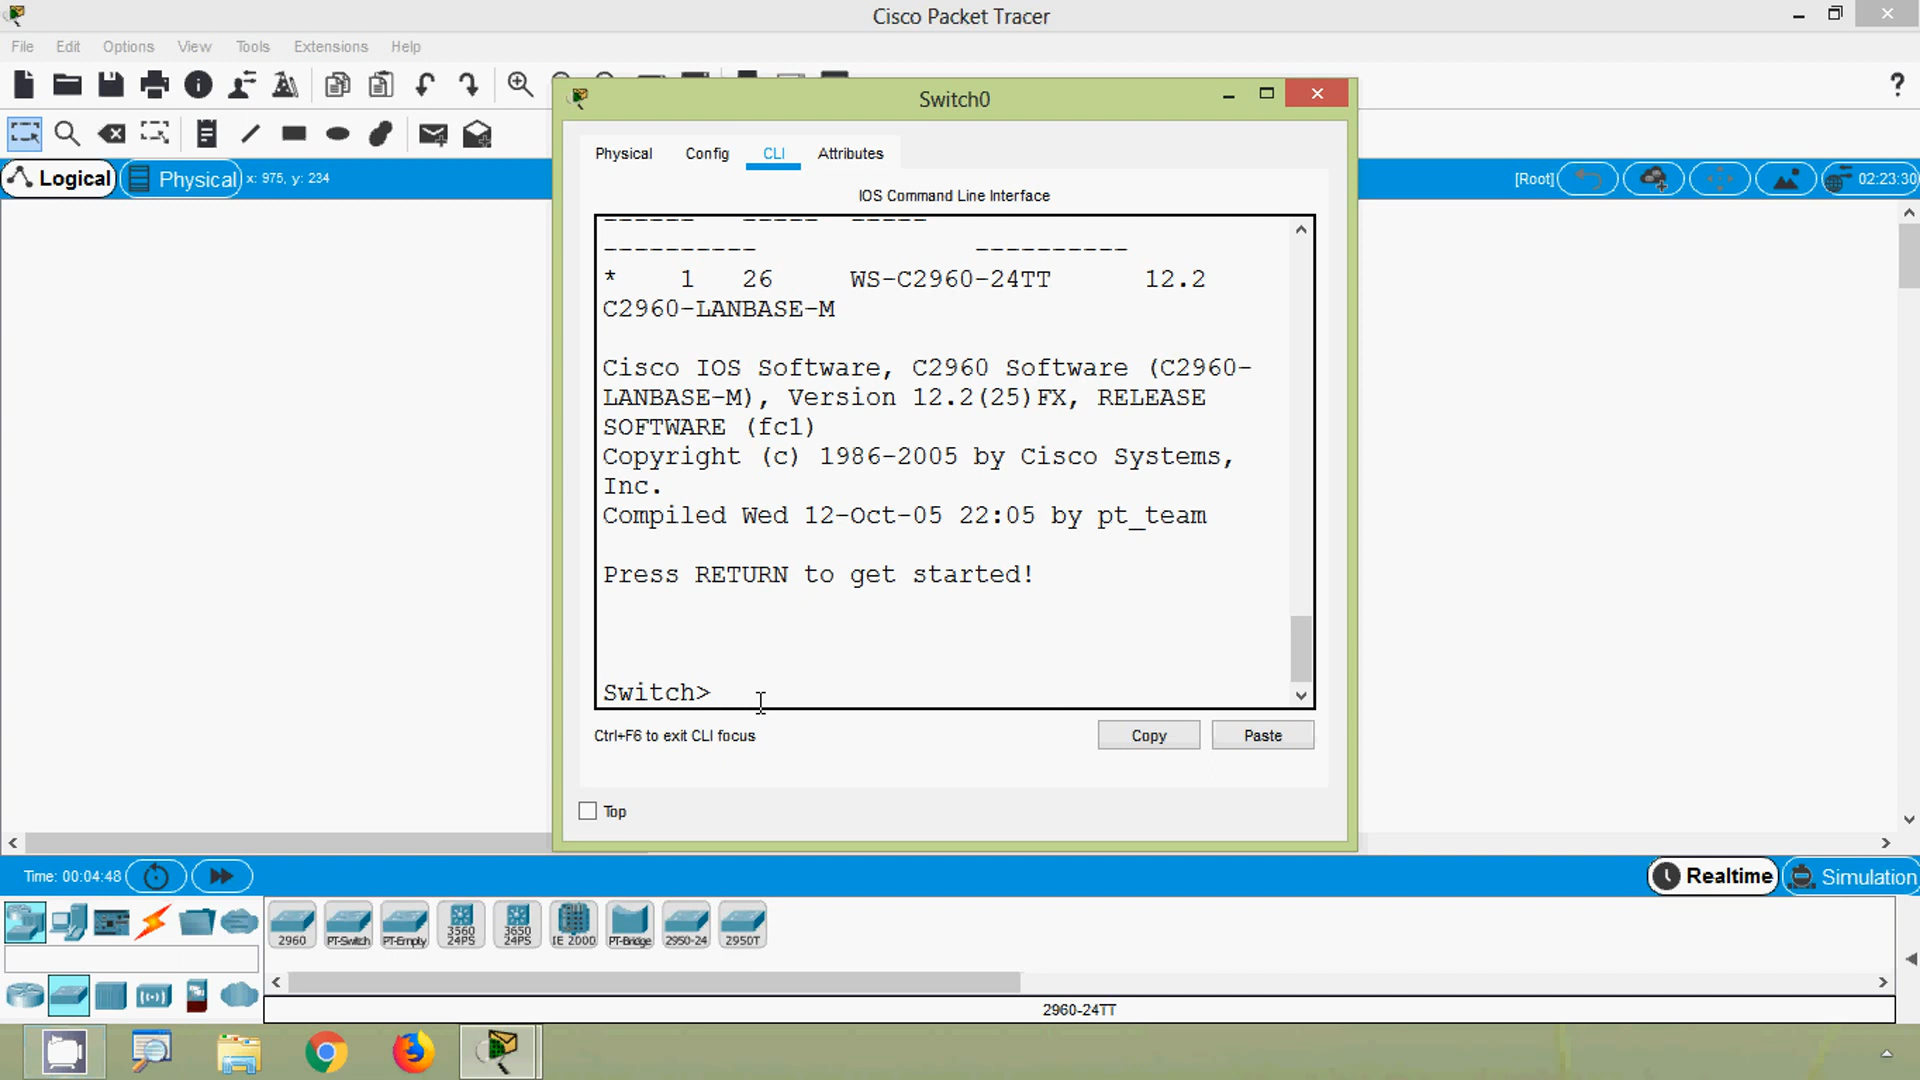 Cisco Packet Tracer
File Edit Options View Tools Extensions Help
?
Logical Physical x: 975, y: 234
[Root] 02:23:30
Switch0
Physical Config CLI Attributes
IOS Command Line Interface
------ ----- -----
---------- ----------
* 1 26 WS-C2960-24TT 12.2
C2960-LANBASE-M
Cisco IOS Software, C2960 Software (C2960-
LANBASE-M), Version 12.2(25)FX, RELEASE
SOFTWARE (fc1)
Copyright (c) 1986-2005 by Cisco Systems,
Inc.
Compiled Wed 12-Oct-05 22:05 by pt_team
Press RETURN to get started!
Switch>
Ctrl+F6 to exit CLI focus
Copy Paste
Top
Time: 00:04:48
Realtime Simulation
2960 PT-Switch PT-Empty 3560 24PS 3650 24PS IE 2000 PT-Bridge 2950-24 2950T
2960-24TT